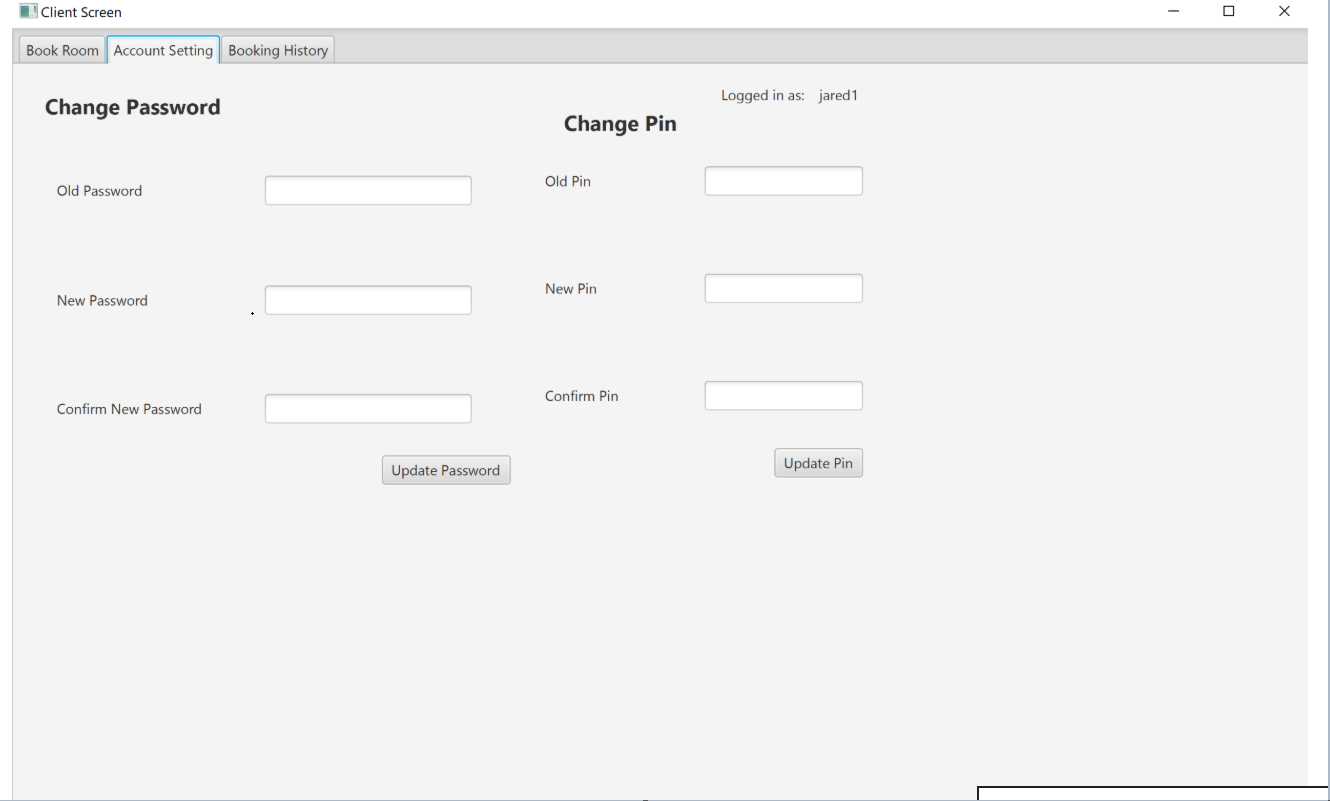 Client Screen
Book Room
Account Setting
Booking History
Logged in as: jared1
Change Password
Change Pin
Old Password
Old Pin
New Password
New Pin
Confirm New Password
Confirm Pin
Update Password
Update Pin